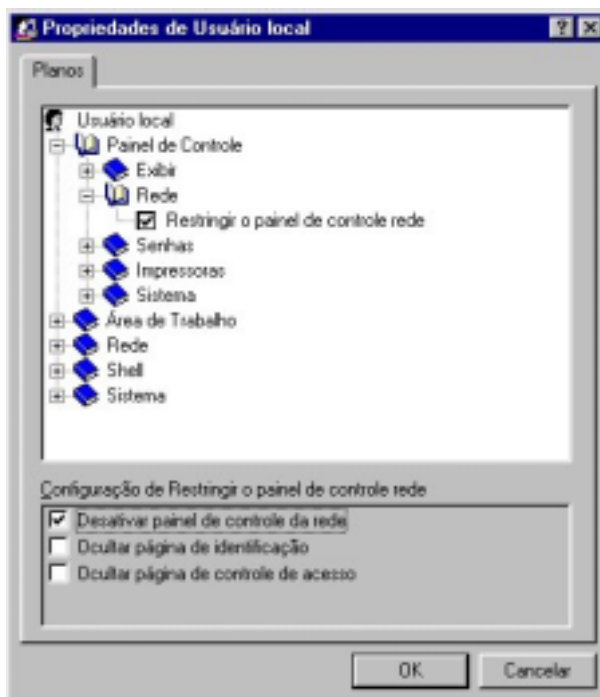 Propriedades de Usuário local
Planos
Usuário local
Painel de Controle
Exibir
Rede
Restringir o painel de controle rede
Senhas
Impressoras
Sistema
Área de Trabalho
Rede
Shell
Sistema
Configuração de Restringir o painel de controle rede
Desativar painel de controle da rede
Ocultar página de identificação
Ocultar página de controle de acesso
OK Cancelar